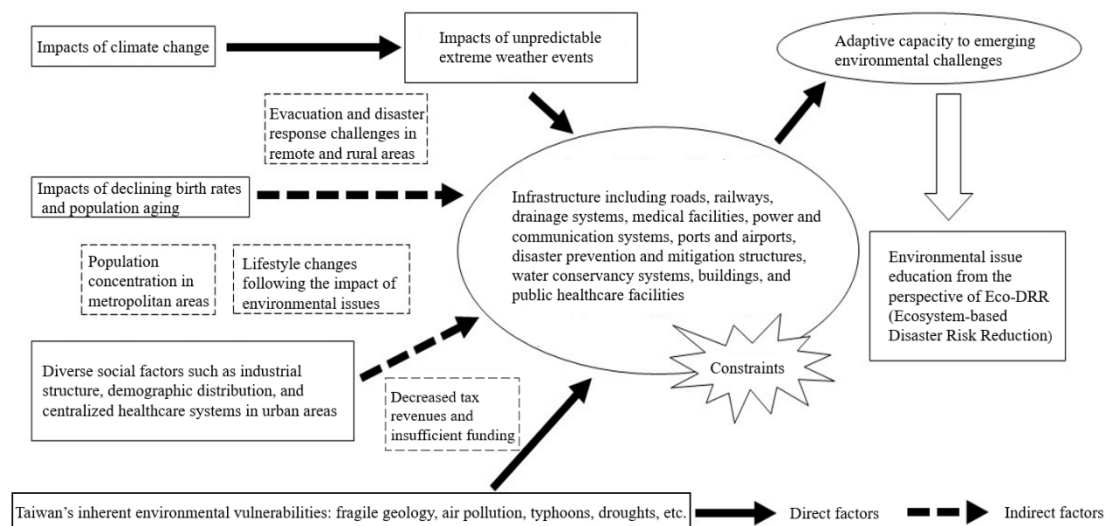 Impacts of climate change
Impacts of unpredictable
extreme weather events
Adaptive capacity to emerging
environmental challenges
Evacuation and disaster
response challenges in
remote and rural areas
Impacts of declining birth rates
and population aging
Infrastructure including roads, railways,
drainage systems, medical facilities, power and
communication systems, ports and airports,
disaster prevention and mitigation structures,
water conservancy systems, buildings, and
public healthcare facilities
Population
concentration in
metropolitan areas
Lifestyle changes
following the impact of
environmental issues
Environmental issue
education from the
perspective of Eco-DRR
(Ecosystem-based
Disaster Risk Reduction)
Constraints
Diverse social factors such as industrial
structure, demographic distribution, and
centralized healthcare systems in urban areas
Decreased tax
revenues and
insufficient funding
Taiwan's inherent environmental vulnerabilities: fragile geology, air pollution, typhoons, droughts, etc.
Direct factors
Indirect factors